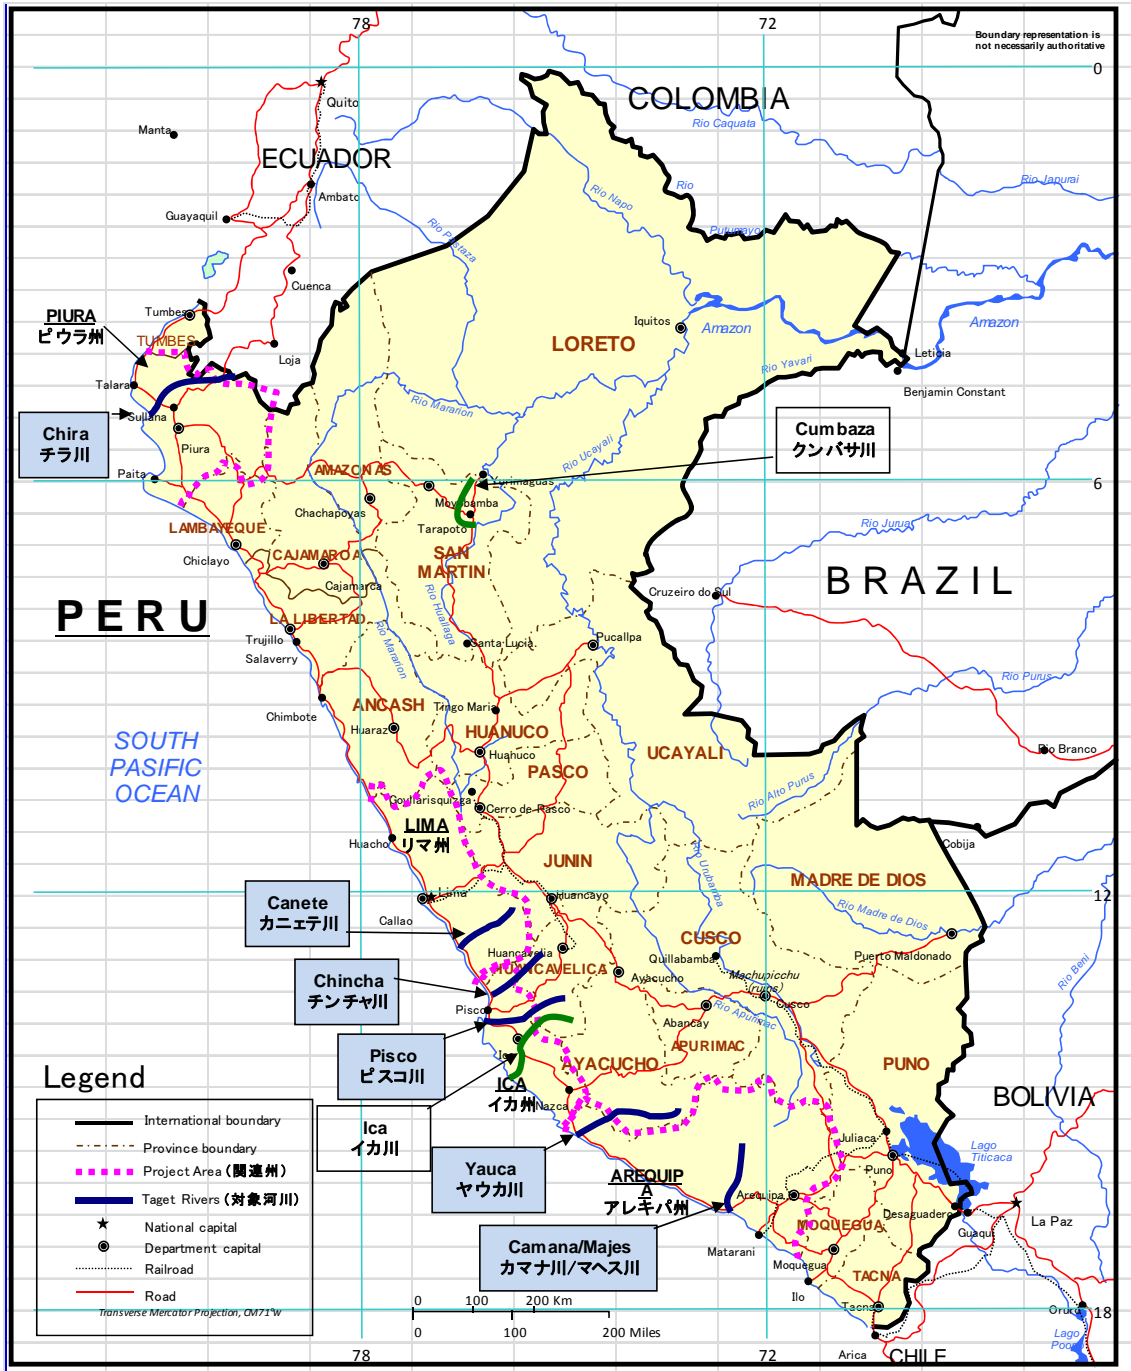 78
72
Boundary representation is
not necessarily authoritative
0
COLOMBIA
Rio Caquata
Quito
Manta
ECUADOR
Rio Japurai
Rio
Rio Napo
Ambato
Guayaquil
Putumayo
Rio Pastaza
Cuenca
Tumbes
PIURA
ピウラ州
TUMBES
Iquitos
Amazon
Amazon
LORETO
Loja
Leticia
Rio Yavari
Talara
Benjamin Constant
Rio Mararion
Sullana
Chira
チラ川
Cumbaza
クンバサ川
Piura
Rio Ucayali
AMAZONAS
Paita
Yurimaguas
6
Moyobamba
Chachapoyas
Tarapoto
LAMBAYEQUE
Rio Jurua
Chiclayo
CAJAMAROA
SAN
MARTIN
Cajamarca
BRAZIL
Cruzeiro do Sul
PERU
Rio Huallaga
LA LIBERTAD
Trujillo
Santa Lucia
Pucallpa
Salaverry
Rio Mararion
Rio Purus
ANCASH
Tingo Maria
Chimbote
Huaraz
HUANUCO
Huanuco
UCAYALI
Rio Branco
SOUTH
PASIFIC
OCEAN
PASCO
Rio Alto Purus
Goyllarisquizga
Cerro de Pasco
LIMA
リマ州
Huacho
Cobija
JUNIN
Rio Urubamba
MADRE DE DIOS
Lima
Huancayo
12
Canete
カニェテ川
Callao
Rio Madre de Dios
CUSCO
Huancavelia
Quillabamba
Puerto Maldonado
HUANCAVELICA
Ayacucho
Machupicchu
(ruins)
Rio Beni
Chincha
チンチャ川
Cusco
Pisco
Rio Apurimac
Abancay
Pisco
ピスコ川
Ica
APURIMAC
AYACUCHO
PUNO
Legend
ICA
イカ州
BOLIVIA
Nazca
International boundary
Ica
イカ川
Province boundary
Juliaca
Lago
Titicaca
Project Area (関連州)
Yauca
ヤウカ川
Puno
Taget Rivers (対象河川)
AREQUIP
A
アレキパ州
Arequipa
Desaguadero
National capital
MOQUEGUA
La Paz
Guaqui
Department capital
Camana/Majes
カマナ川/マヘス川
Matarani
Railroad
Moquegua
TACNA
Road
Ilo
Transverse Mercator Projection, CM71°W
0 100 200 Km
Tacna
Oruro
18
0 100 200 Miles
Lago
Arica
CHILE
78
72